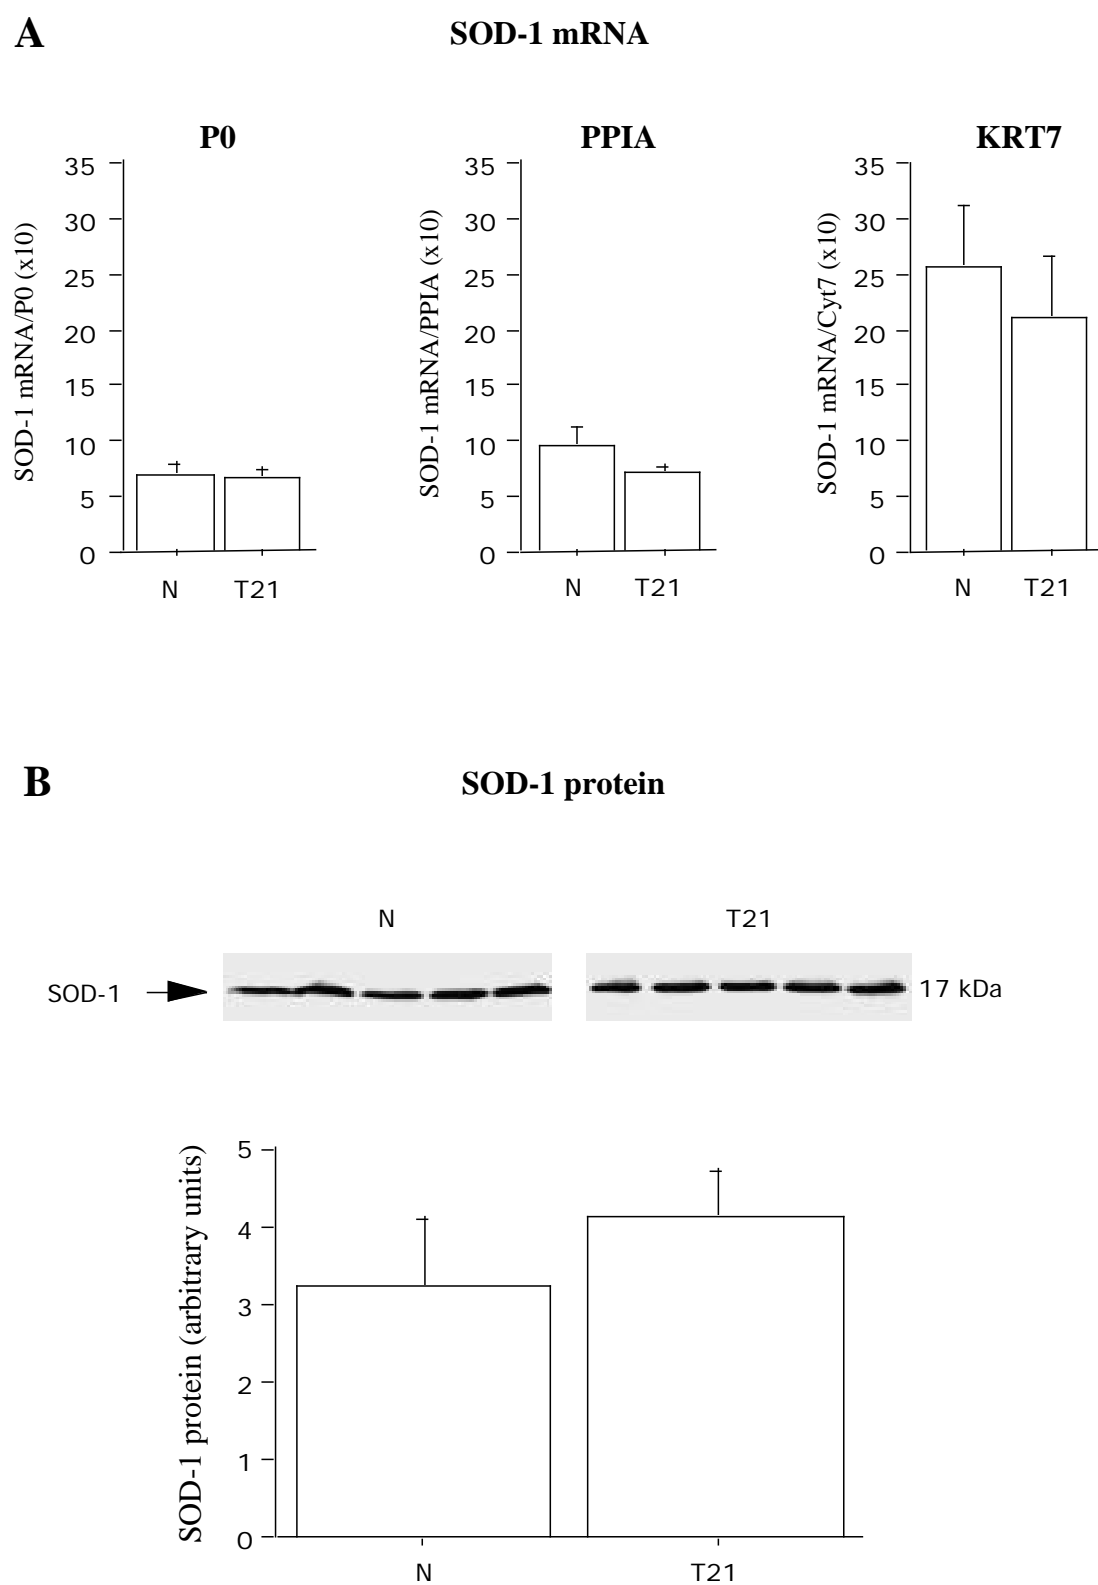 A
SOD-1 mRNA
P0
PPIA
KRT7
SOD-1 mRNA/P0 (x10)
35
30
25
20
15
10
5
0
N T21
SOD-1 mRNA/PPIA (x10)
35
30
25
20
15
10
5
0
N T21
SOD-1 mRNA/Cyt7 (x10)
35
30
25
20
15
10
5
0
N T21
B
SOD-1 protein
N T21
SOD-1
17 kDa
SOD-1 protein (arbitrary units)
5
4
3
2
1
0
N T21